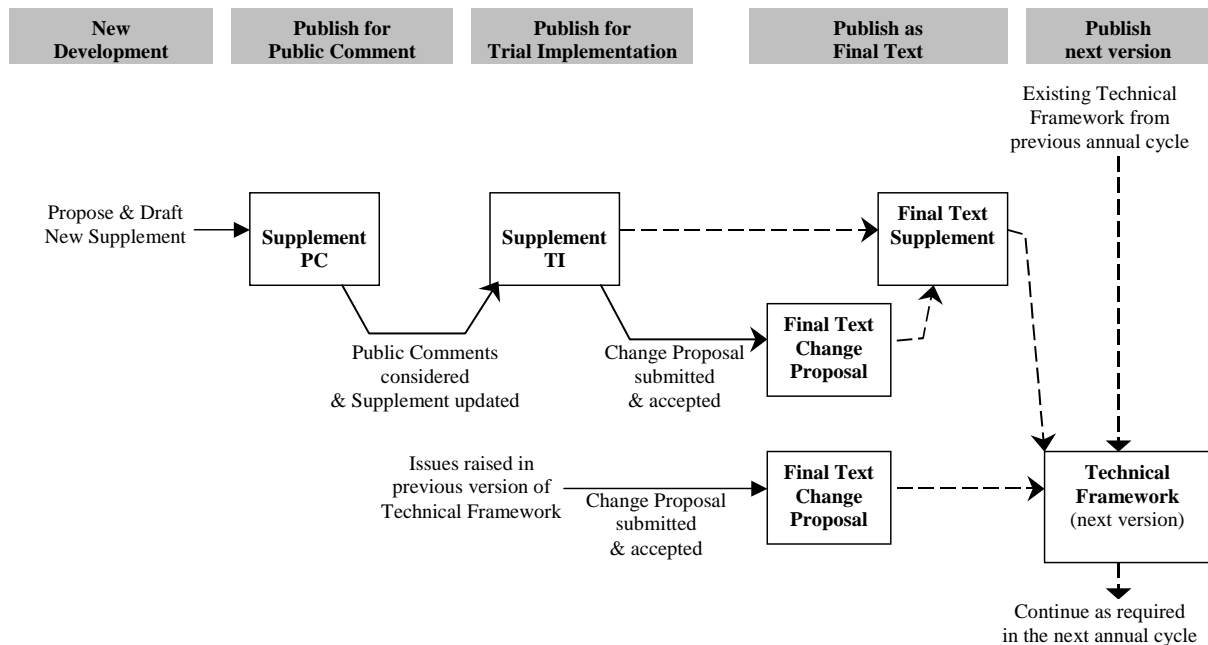 New
Development
Publish for
Public Comment
Publish for
Trial Implementation
Publish as
Final Text
Publish
next version
Existing Technical
Framework from
previous annual cycle
Propose & Draft
New Supplement
Supplement
PC
Supplement
TI
Final Text
Supplement
Public Comments
considered
& Supplement updated
Change Proposal
submitted
& accepted
Final Text
Change
Proposal
Issues raised in
previous version of
Technical Framework
Change Proposal
submitted
& accepted
Final Text
Change
Proposal
Technical
Framework
(next version)
Continue as required
in the next annual cycle